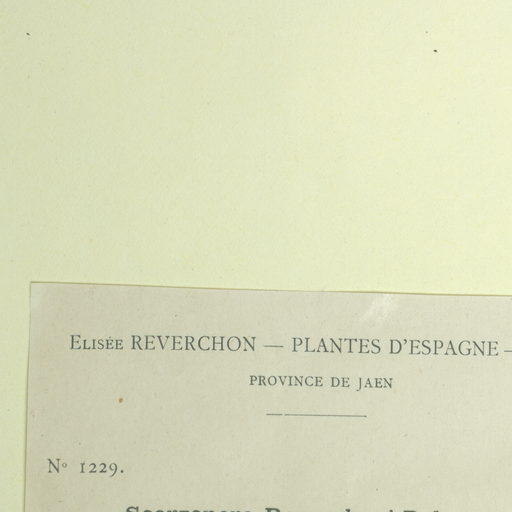 Elisée REVERCHON — PLANTES D'ESPAGNE —
PROVINCE DE JAEN
Nº 1229.